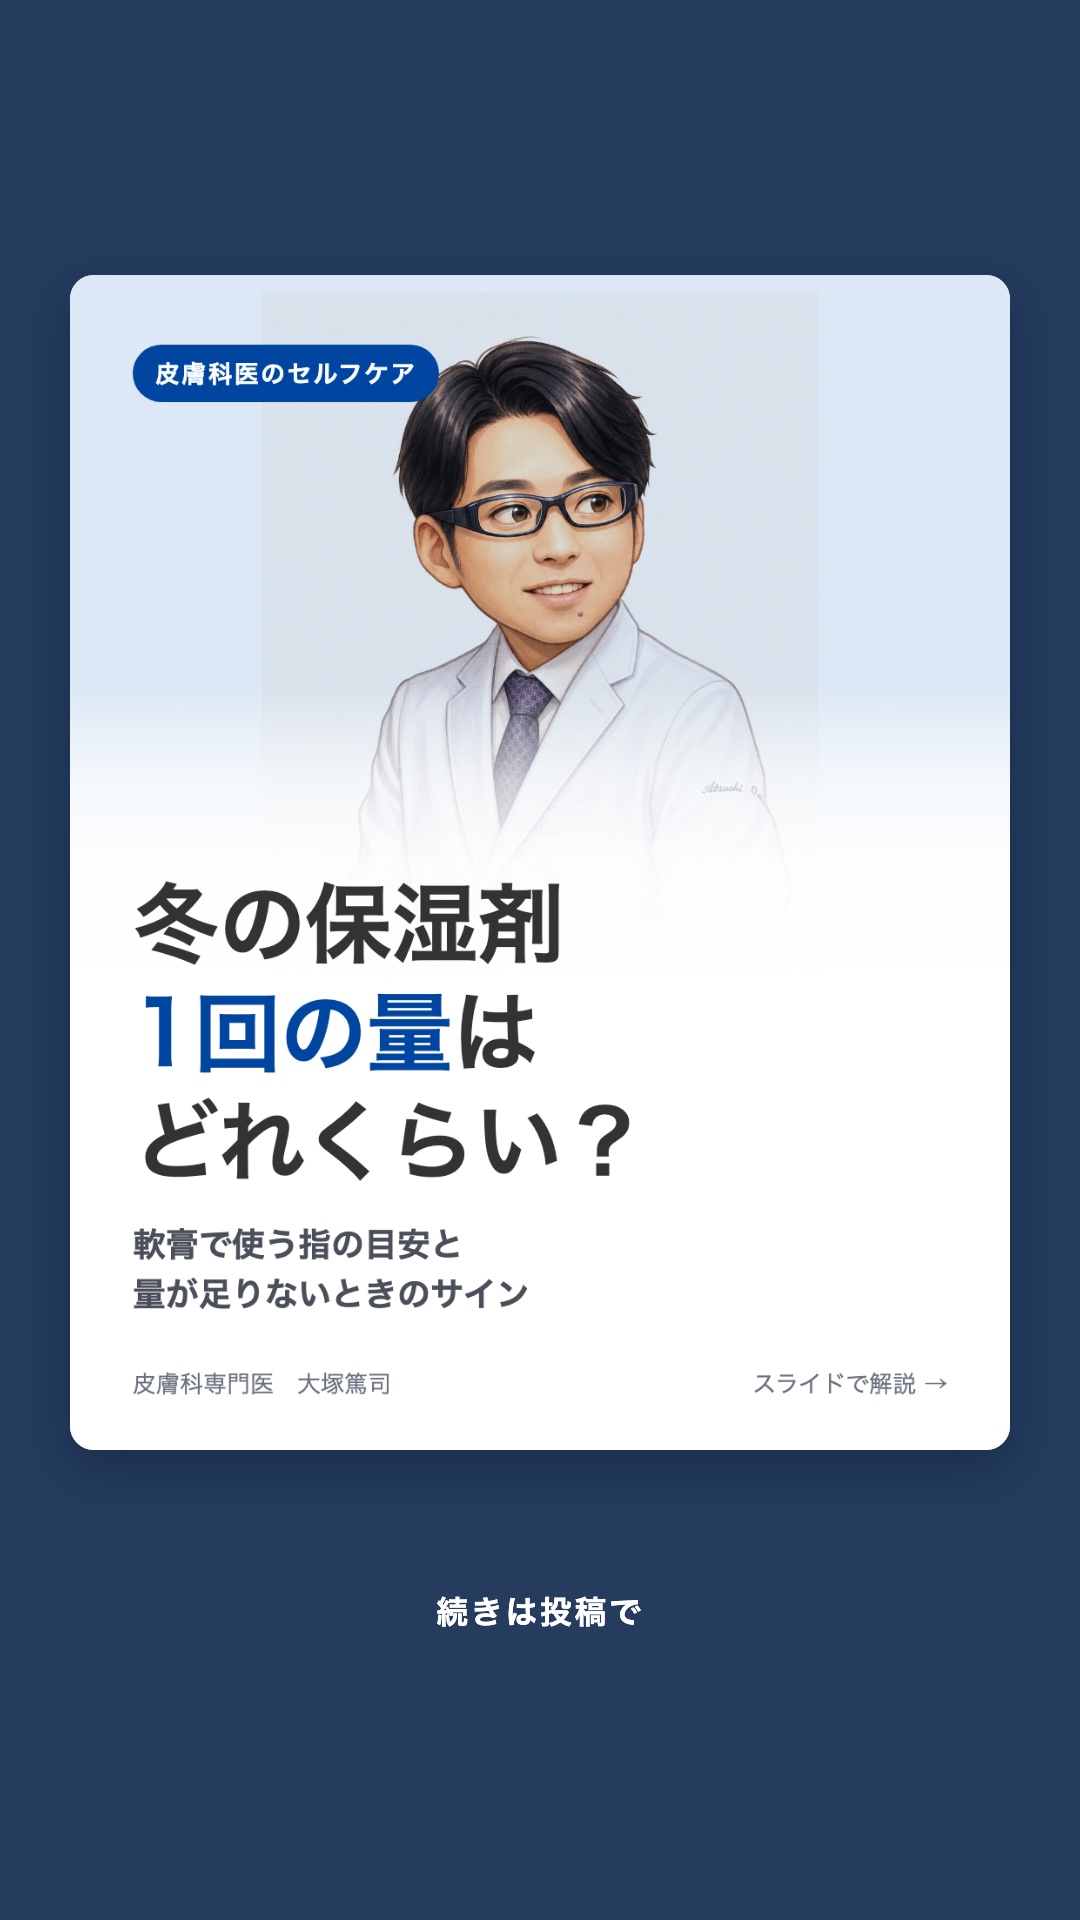 皮膚科医のセルフケア
Atsushi
冬の保湿剤
1回の量は
どれくらい？
軟膏で使う指の目安と
量が足りないときのサイン
皮膚科専門医　大塚篤司
スライドで解説 →
続きは投稿で